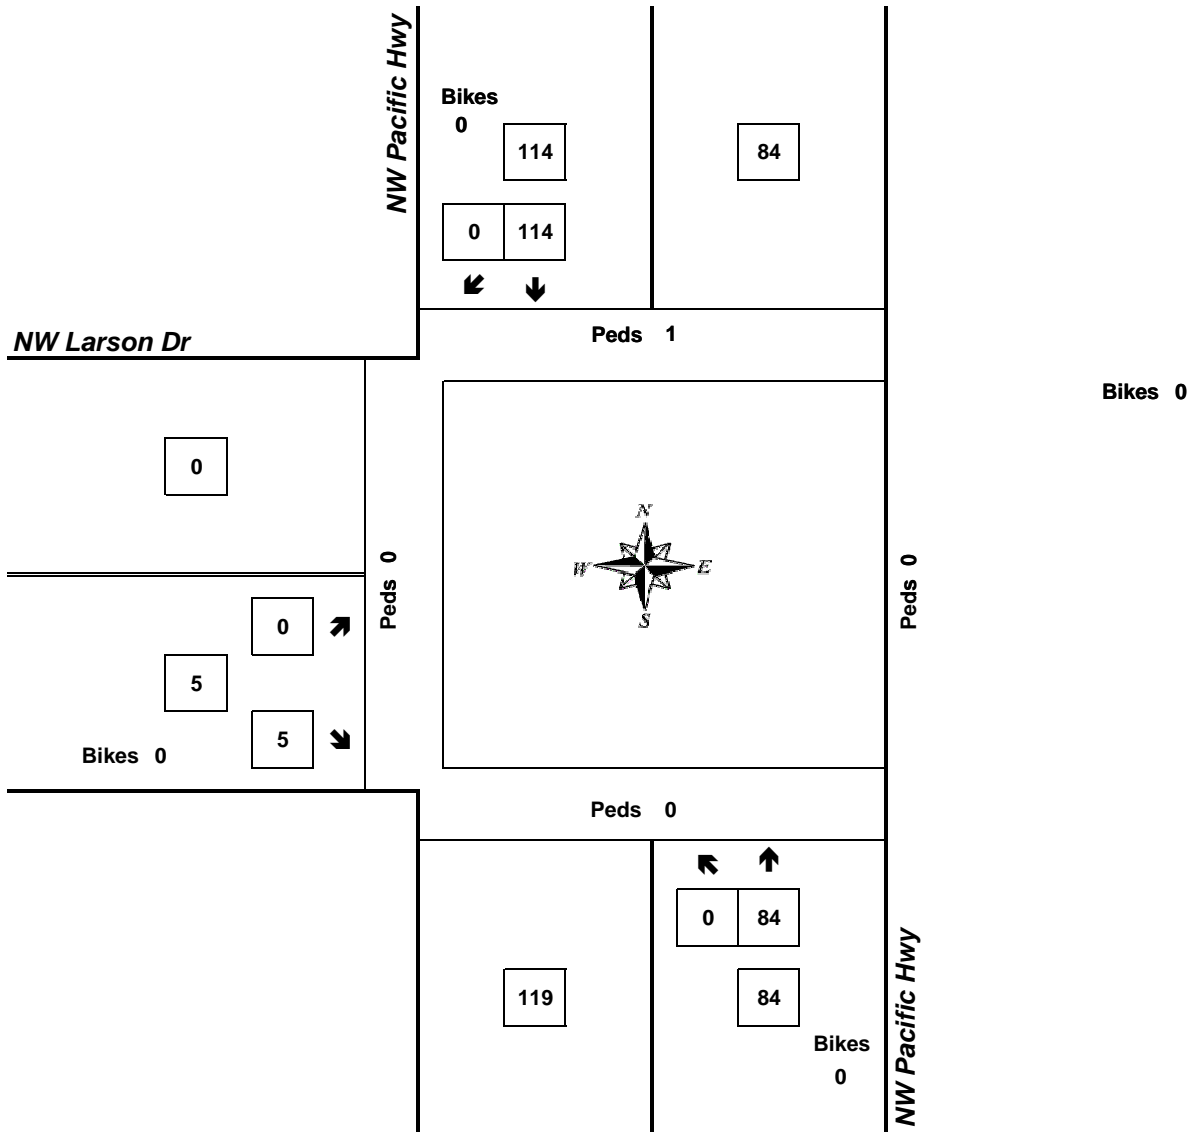 NW Pacific Hwy
Bikes
0
114
84
0 114
Peds 1
NW Larson Dr
Bikes 0
0
N
W E
S
Peds 0
Peds 0
0
5
5
Bikes 0
Peds 0
0 84
119
84
Bikes
0
NW Pacific Hwy